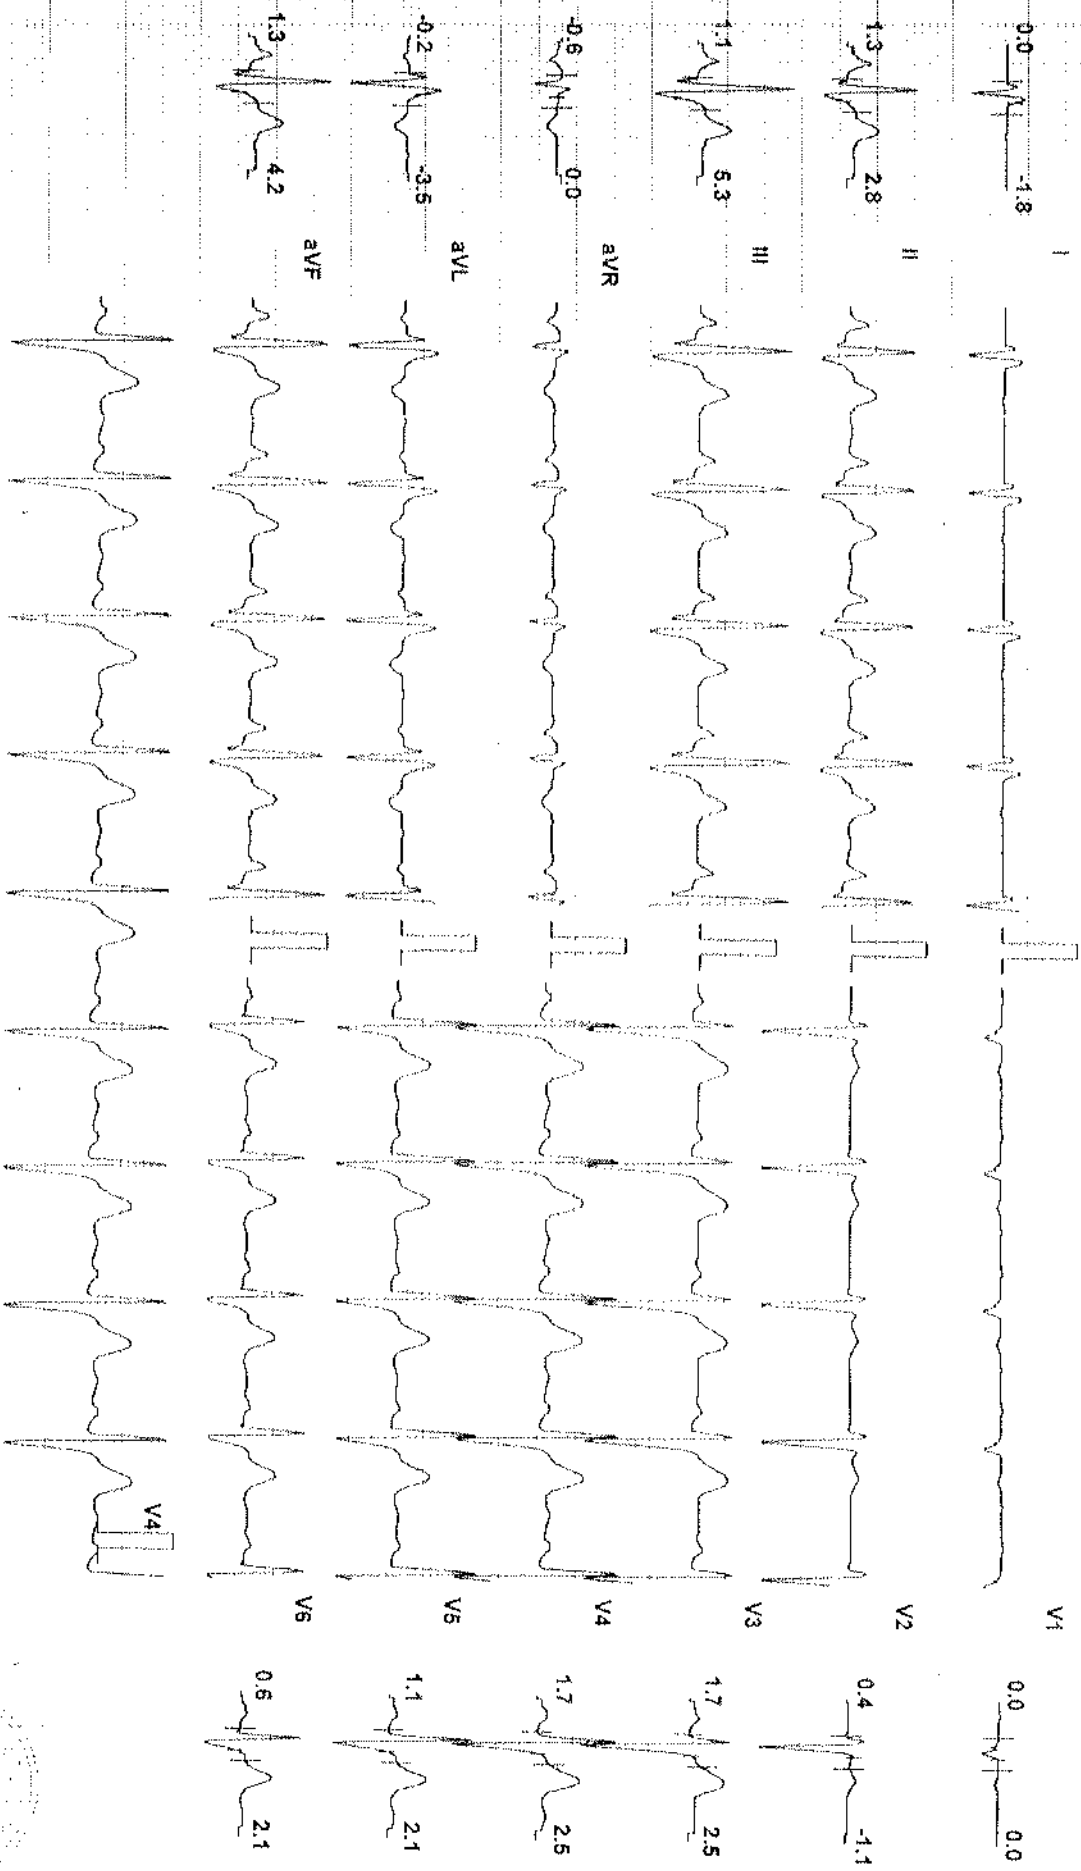 0.0 -1.8 I V1 0.0 0.0
1.3 2.8 II V2 0.4 -1.1
1.1 5.3 III V3 1.7 2.5
-0.6 0.0 aVR V4 1.7 2.5
-0.2 -3.5 aVL V5 1.1 2.1
1.3 4.2 aVF V6 0.6 2.1
V4